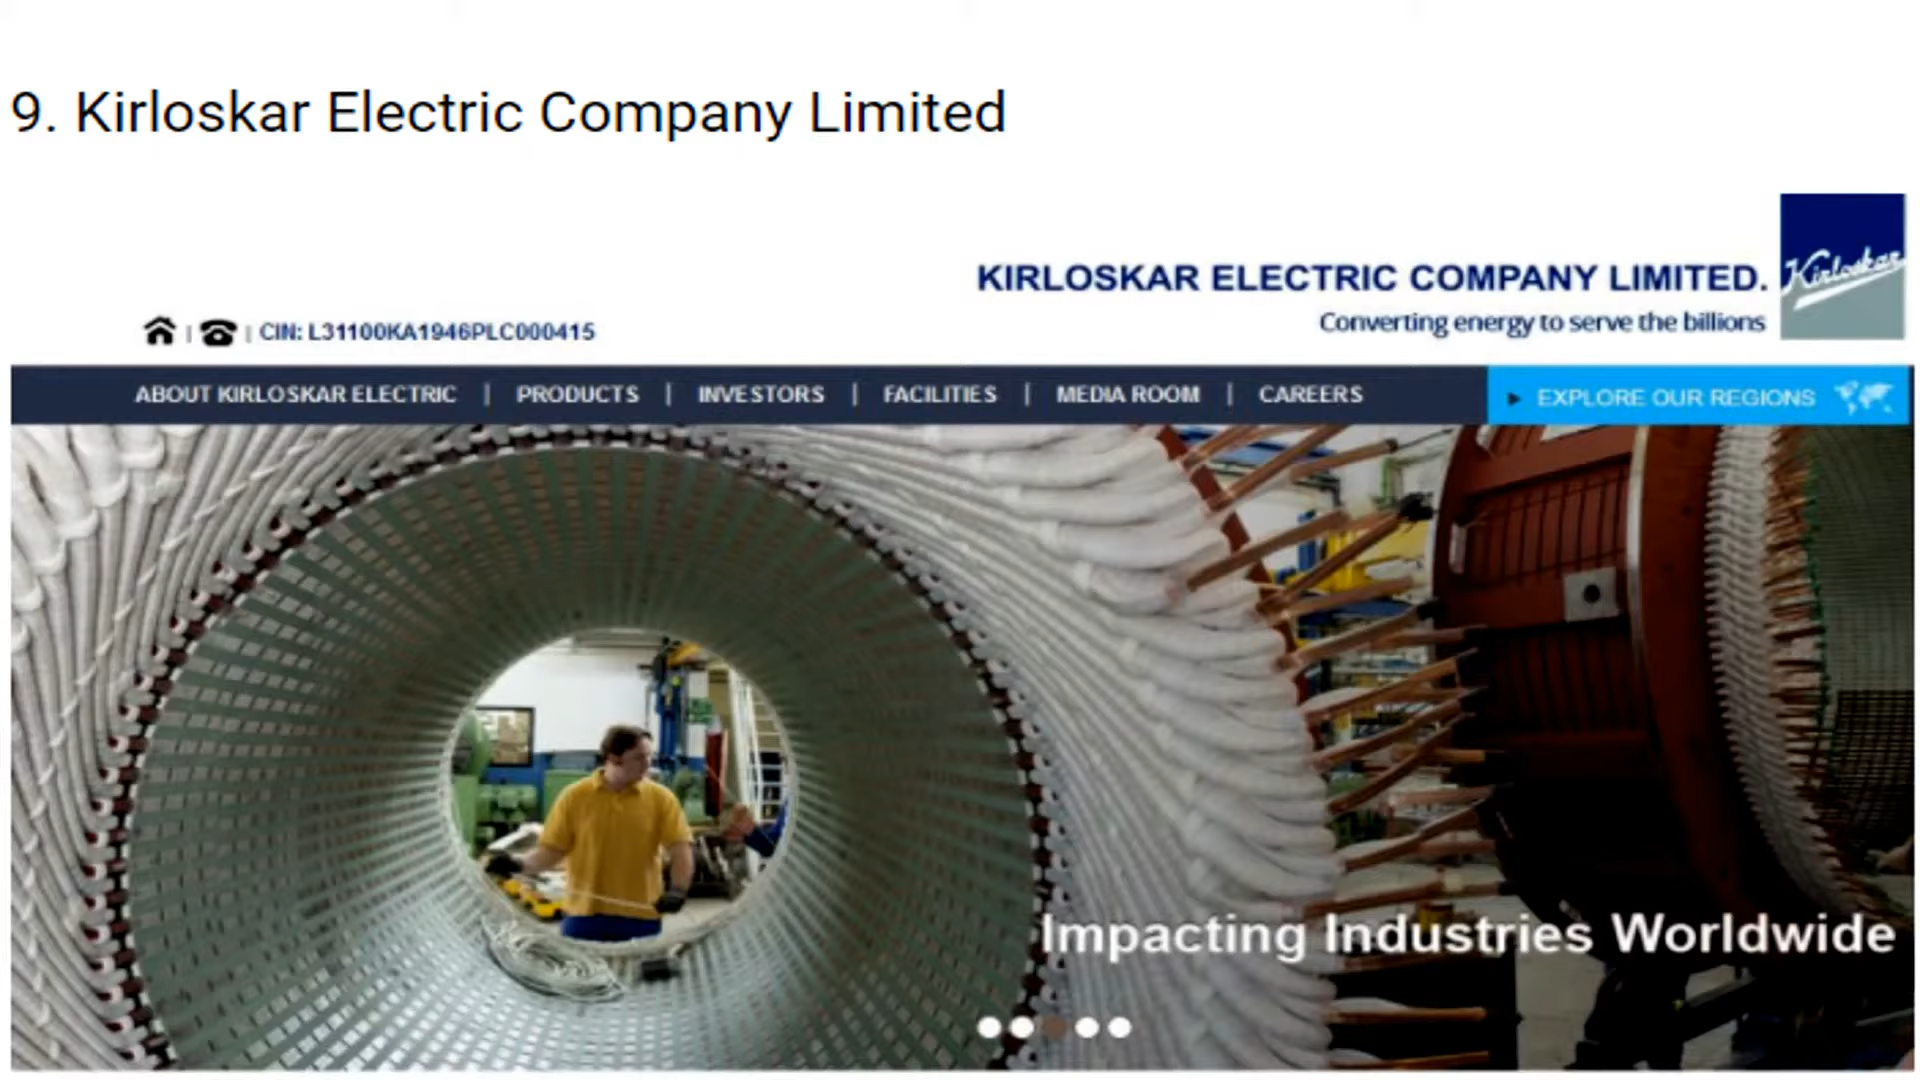 9. Kirloskar Electric Company Limited
KIRLOSKAR ELECTRIC COMPANY LIMITED.
Kirloskar
Converting energy to serve the billions
CIN: L31100KA1946PLC000415
ABOUT KIRLOSKAR ELECTRIC | PRODUCTS | INVESTORS | FACILITIES | MEDIA ROOM | CAREERS
EXPLORE OUR REGIONS
Impacting Industries Worldwide